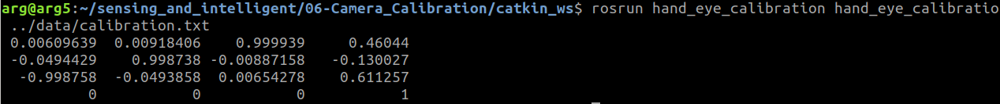 arg@arg5:~/sensing_and_intelligent/06-Camera_Calibration/catkin_ws$ rosrun hand_eye_calibration hand_eye_calibratio
../data/calibration.txt
0.00609639 0.00918406 0.999939 0.46044
-0.0494429 0.998738 -0.00887158 -0.130027
-0.998758 -0.0493858 0.00654278 0.611257
0 0 0 1